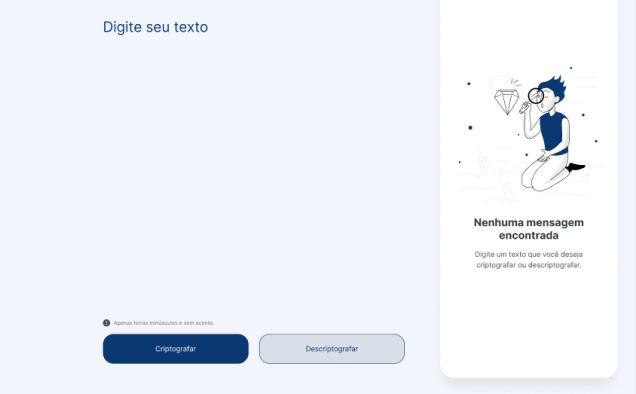 Digite seu texto
Nenhuma mensagem
encontrada
Digite um texto que você deseja
criptografar ou descriptografar.
Apenas letras minúsculas e sem acento.
Criptografar
Descriptografar